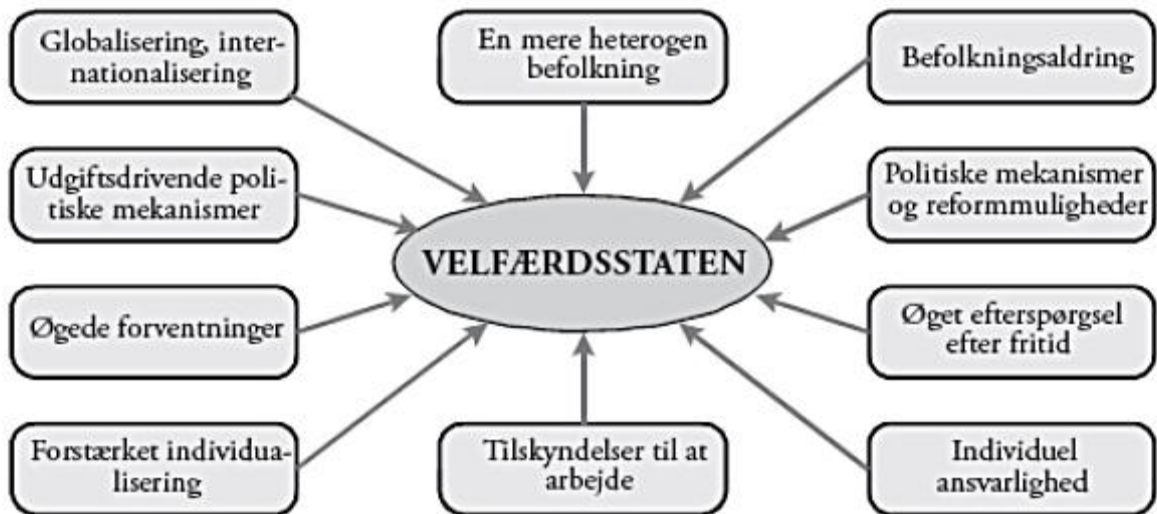 Globalisering, inter-
nationalisering
En mere heterogen
befolkning
Befolkningsaldring
Udgiftsdrivende poli-
tiske mekanismer
Politiske mekanismer
og reformmuligheder
VELFÆRDSSTATEN
Øgede forventninger
Øget efterspørgsel
efter fritid
Forstærket individua-
lisering
Tilskyndelser til at
arbejde
Individuel
ansvarlighed